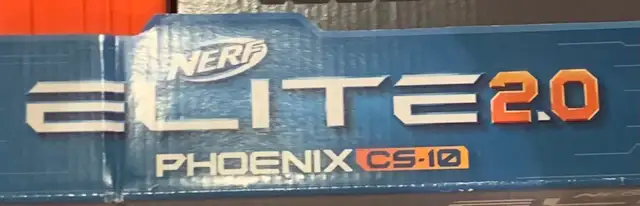 NERF
ELITE 2.0
PHOENIX CS-10